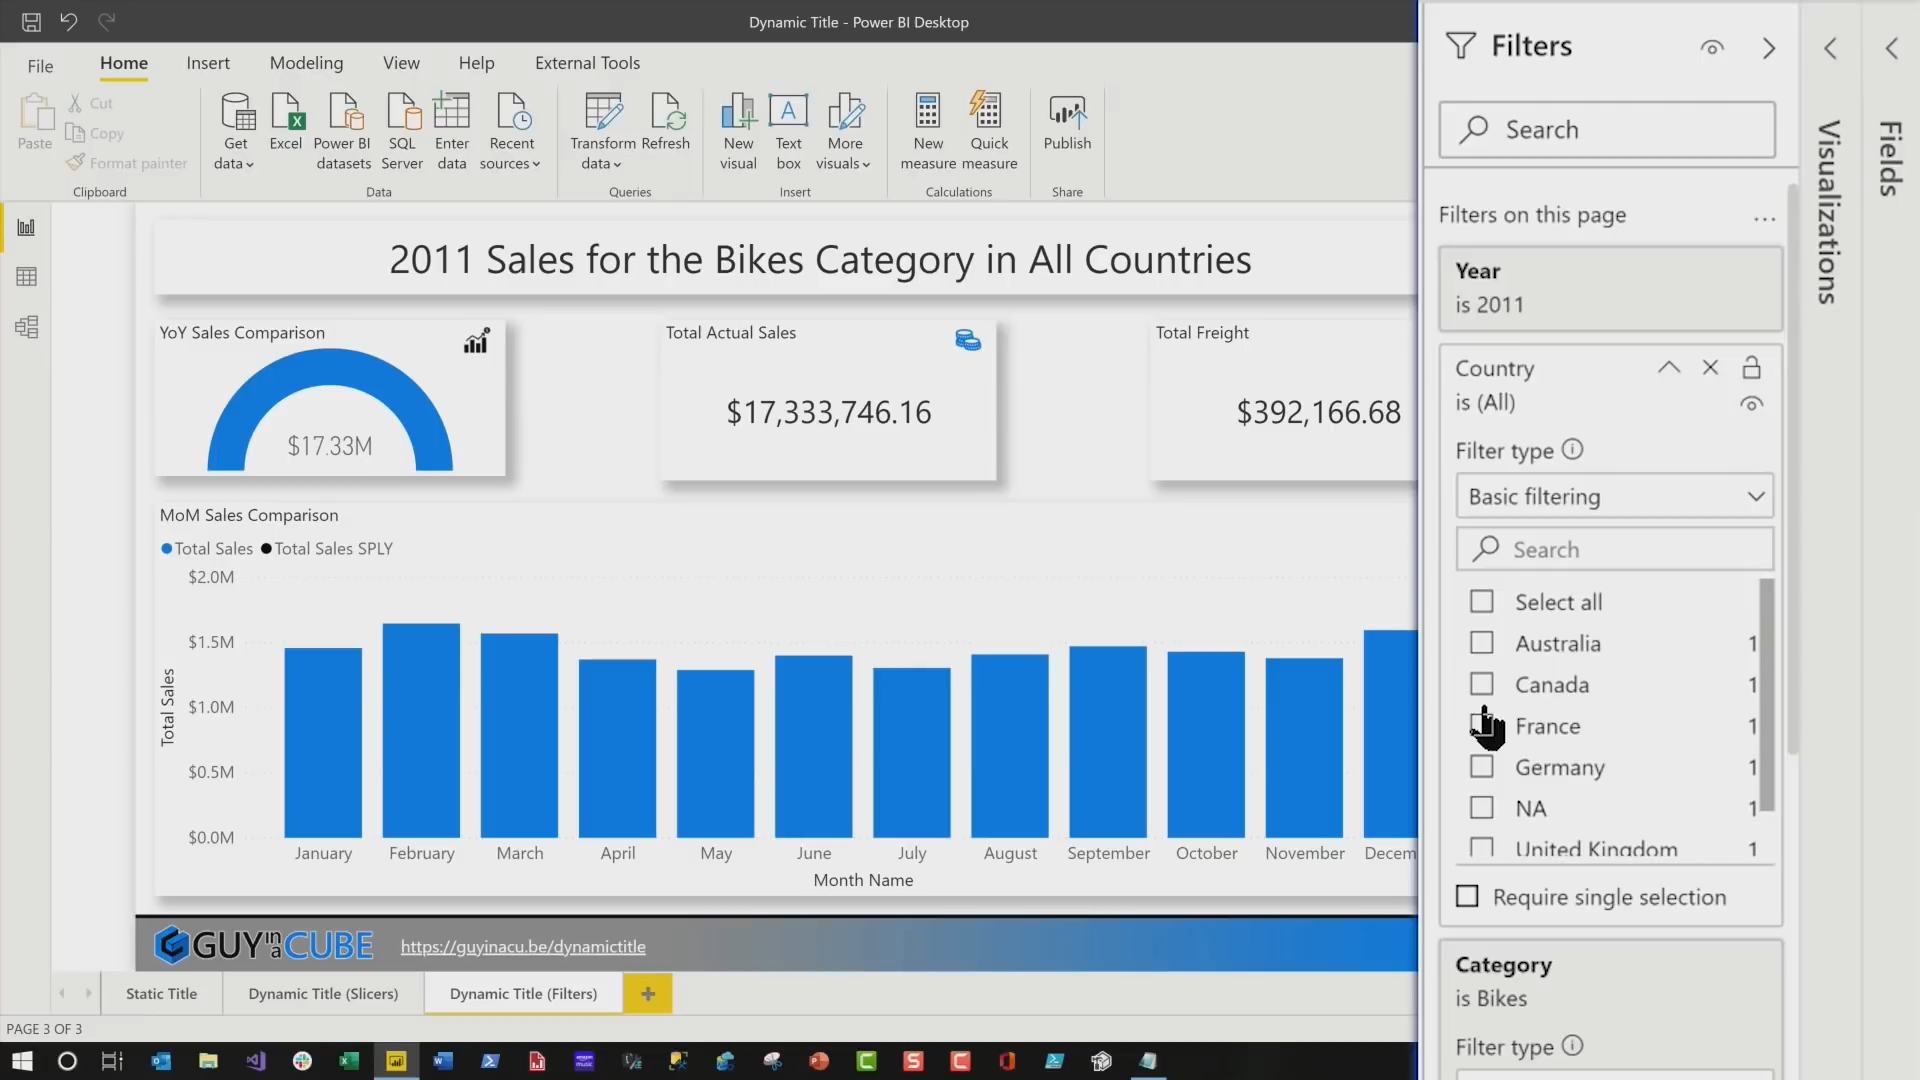 Dynamic Title - Power BI Desktop
File Home Insert Modeling View Help External Tools
Paste
Cut
Copy
Format painter
Clipboard
Get data
Excel
Power BI datasets
SQL Server
Enter data
Recent sources
Data
Transform data
Refresh
Queries
New visual
Text box
More visuals
Insert
New measure
Quick measure
Calculations
Publish
Share
2011 Sales for the Bikes Category in All Countries
YoY Sales Comparison
$17.33M
Total Actual Sales
$17,333,746.16
Total Freight
$392,166.68
MoM Sales Comparison
Total Sales Total Sales SPLY
$2.0M
$1.5M
$1.0M
$0.5M
$0.0M
Total Sales
January February March April May June July August September October November Decem
Month Name
GUY in a CUBE
https://guyinacu.be/dynamictitle
Static Title Dynamic Title (Slicers) Dynamic Title (Filters) +
PAGE 3 OF 3
Filters
Search
Filters on this page ...
Year
is 2011
Country
is (All)
Filter type
Basic filtering
Search
Select all
Australia 1
Canada 1
France 1
Germany 1
NA 1
United Kingdom 1
Require single selection
Category
is Bikes
Filter type
Visualizations
Fields